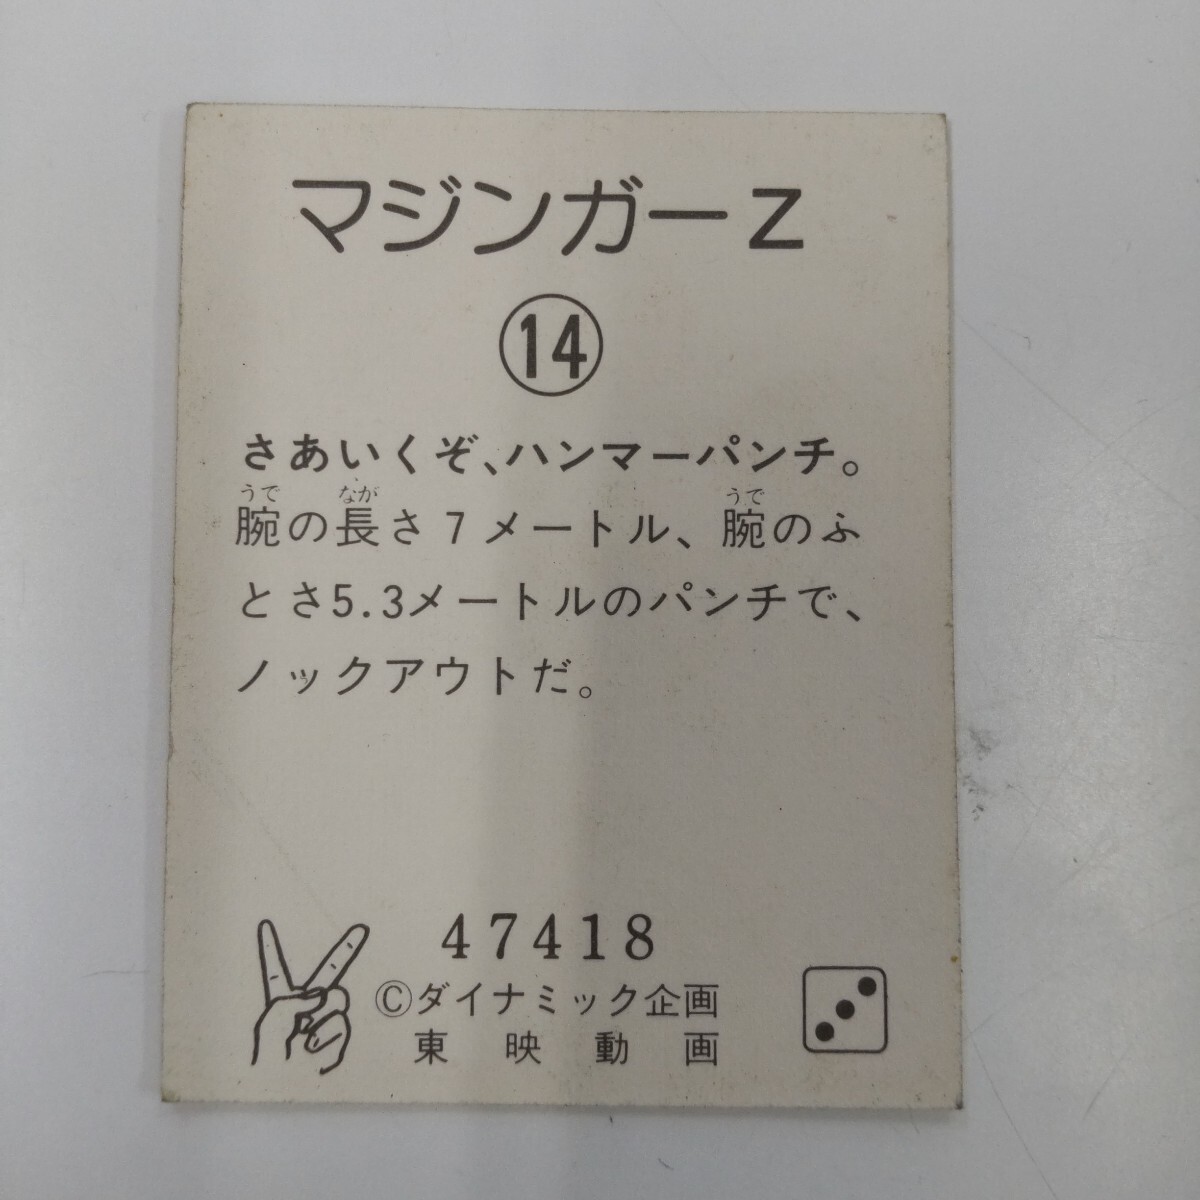 マジンガーZ
14
さあいくぞ、ハンマーパンチ。
うで なが うで
腕の長さ7メートル、腕のふ
とさ5.3メートルのパンチで、
ノックアウトだ。
47418
©ダイナミック企画
東映動画